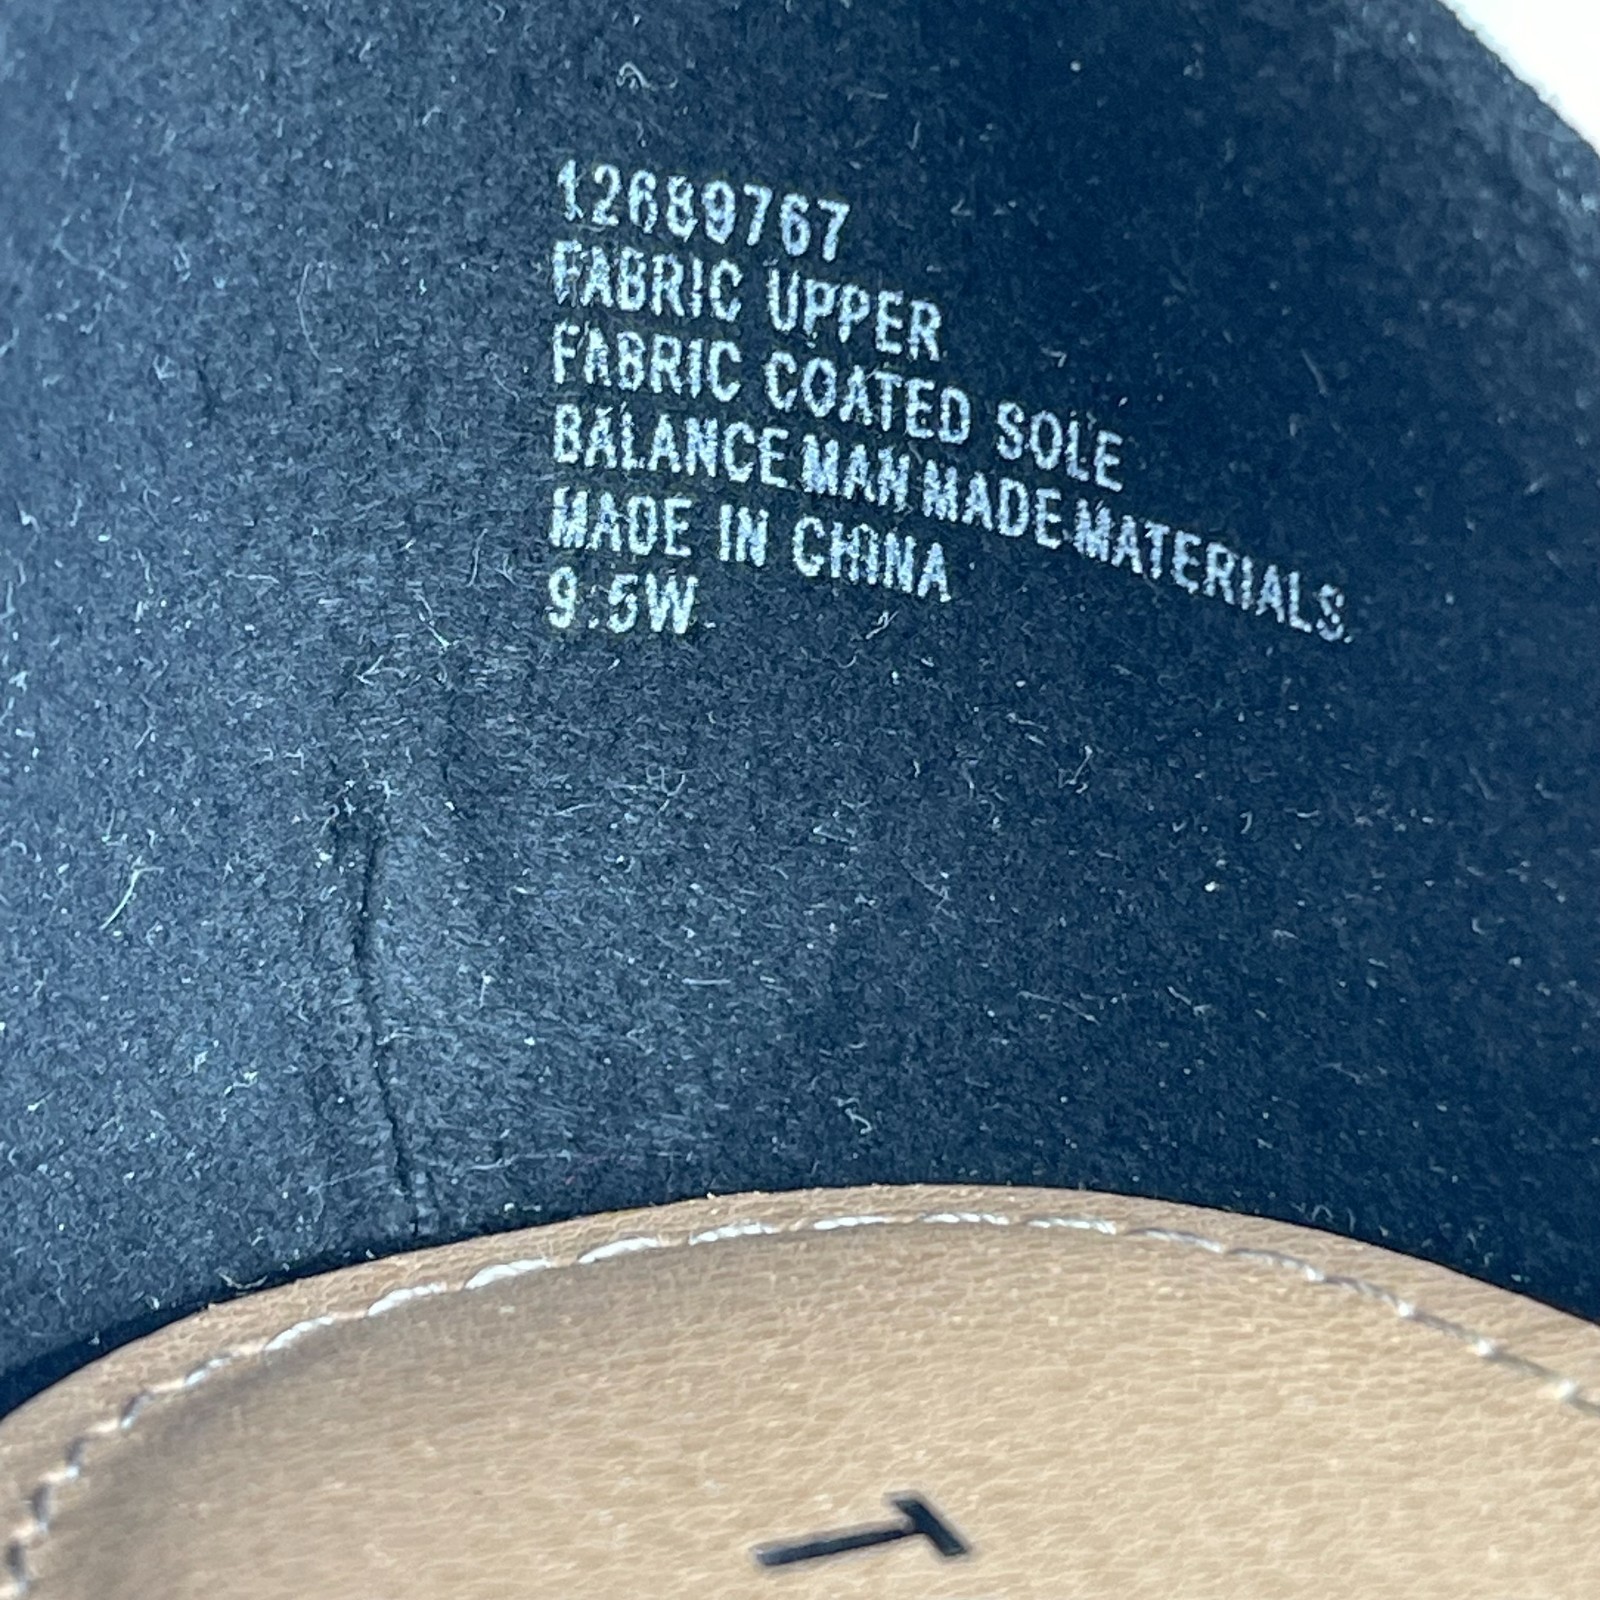 12689767
FABRIC UPPER
FABRIC COATED SOLE
BALANCE MAN MADE MATERIALS.
MADE IN CHINA
9.5W
T